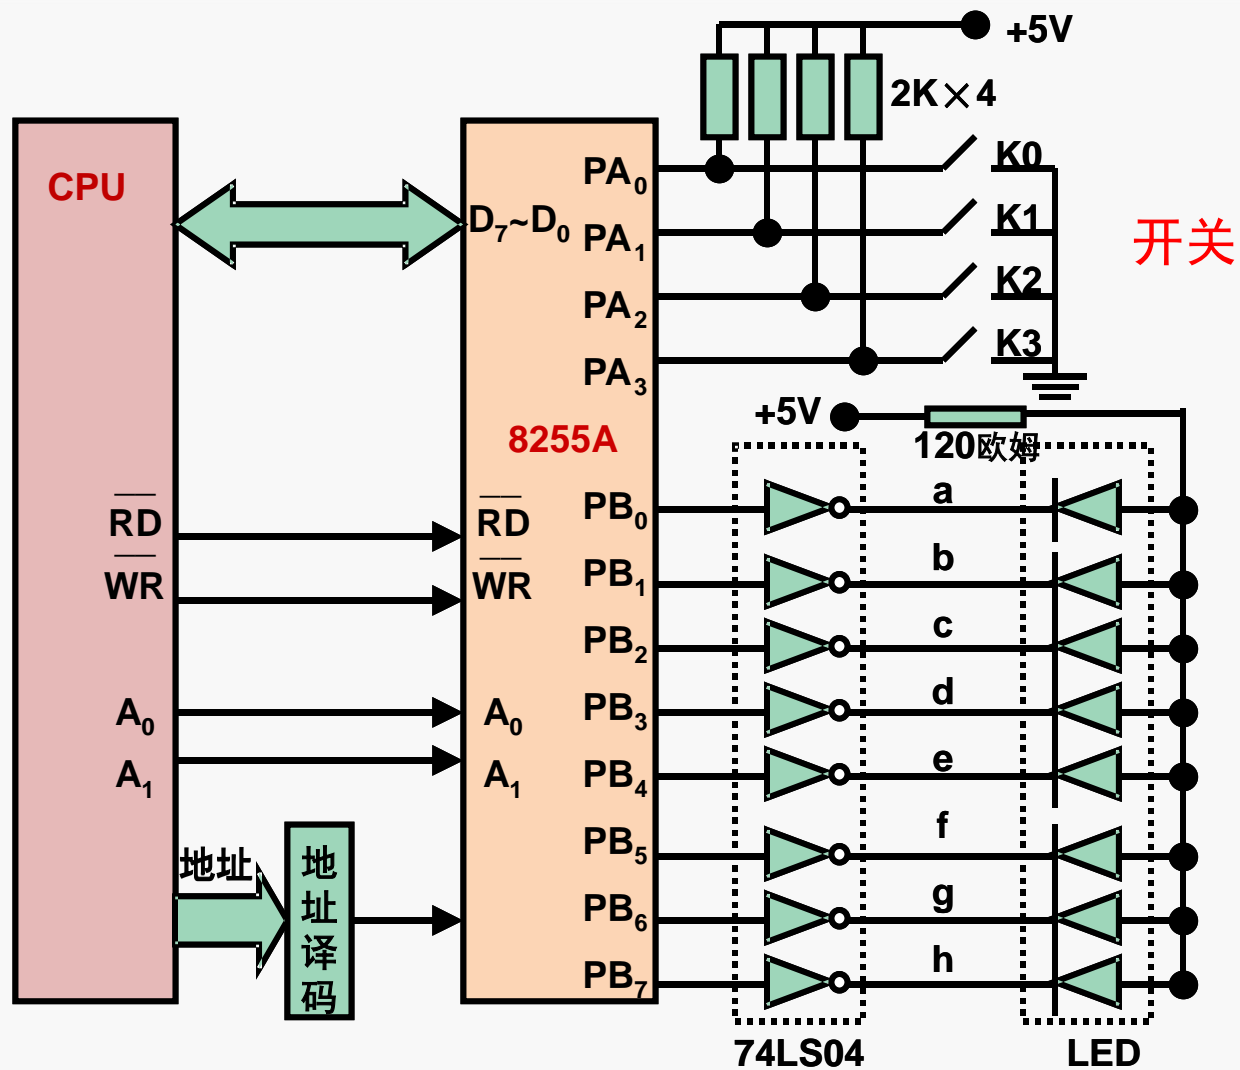 +5V
2K×4
CPU
D7~D0
PA0
PA1
PA2
PA3
K0
K1
K2
K3
开关
+5V
120欧姆
8255A
RD
WR
A0
A1
RD
WR
A0
A1
PB0
PB1
PB2
PB3
PB4
PB5
PB6
PB7
a
b
c
d
e
f
g
h
地址
地址译码
74LS04
LED